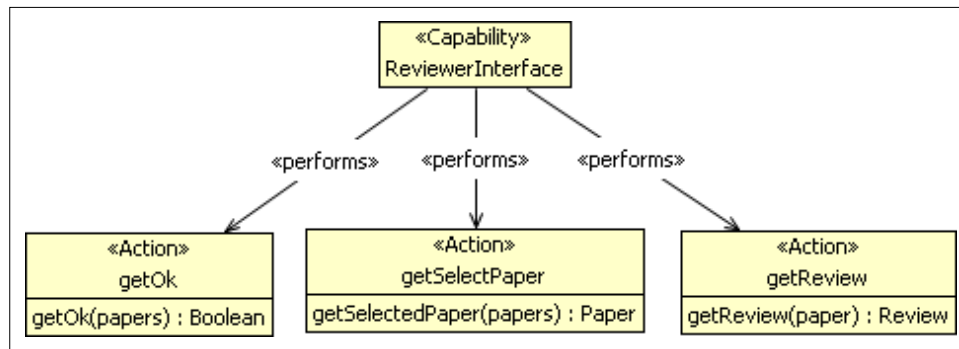 «Capability»
ReviewerInterface
«performs» «performs» «performs»
«Action»
getOk
getOk(papers) : Boolean
«Action»
getSelectPaper
getSelectedPaper(papers) : Paper
«Action»
getReview
getReview(paper) : Review